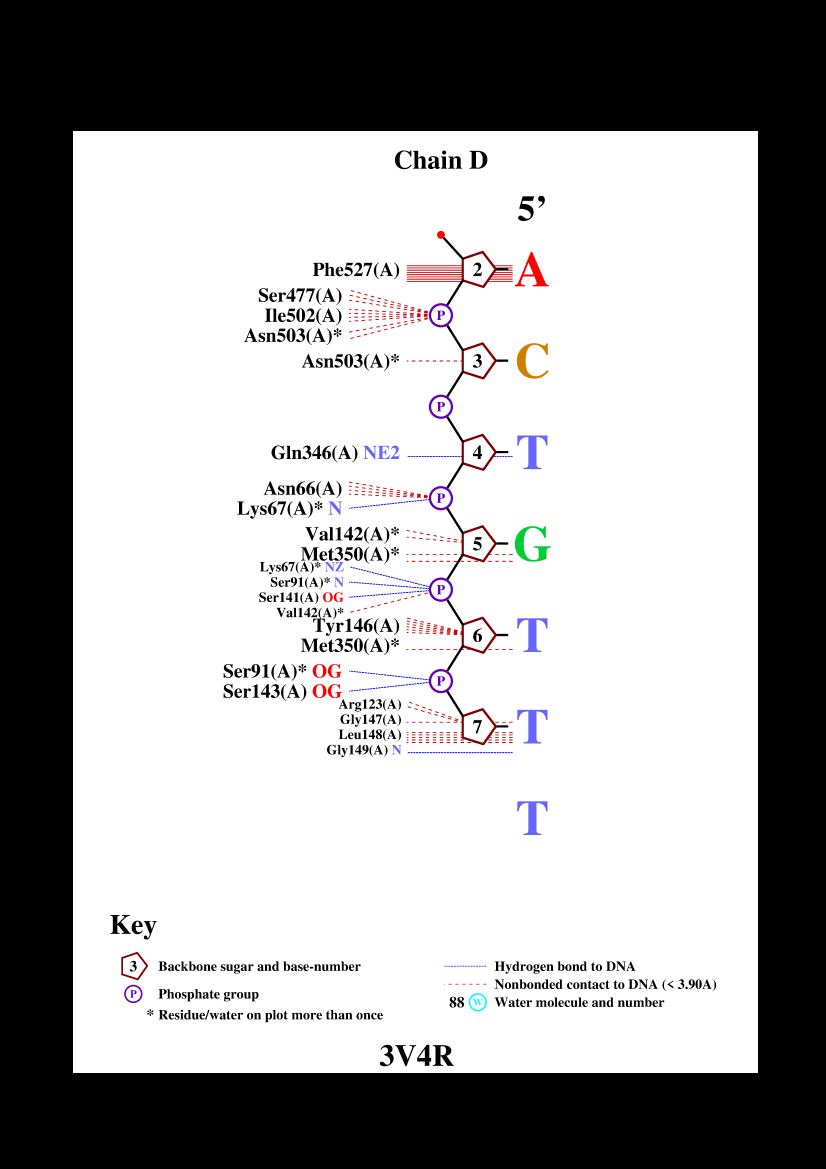 Chain D
5’
Phe527(A) 2 A
Ser477(A)
Ile502(A) P
Asn503(A)*
Asn503(A)* 3 C
P
Gln346(A) NE2 4 T
Asn66(A)
P
Lys67(A)* N
Val142(A)*
5 G
Met350(A)*
Lys67(A)* NZ
Ser91(A)* N
P
Ser141(A) OG
Val142(A)*
Tyr146(A)
6 T
Met350(A)*
Ser91(A)* OG
P
Ser143(A) OG
Arg123(A)
Gly147(A)
7 T
Leu148(A)
Gly149(A) N
T
Key
3 Backbone sugar and base-number
P Phosphate group
* Residue/water on plot more than once
Hydrogen bond to DNA
Nonbonded contact to DNA (< 3.90A)
88 W Water molecule and number
3V4R